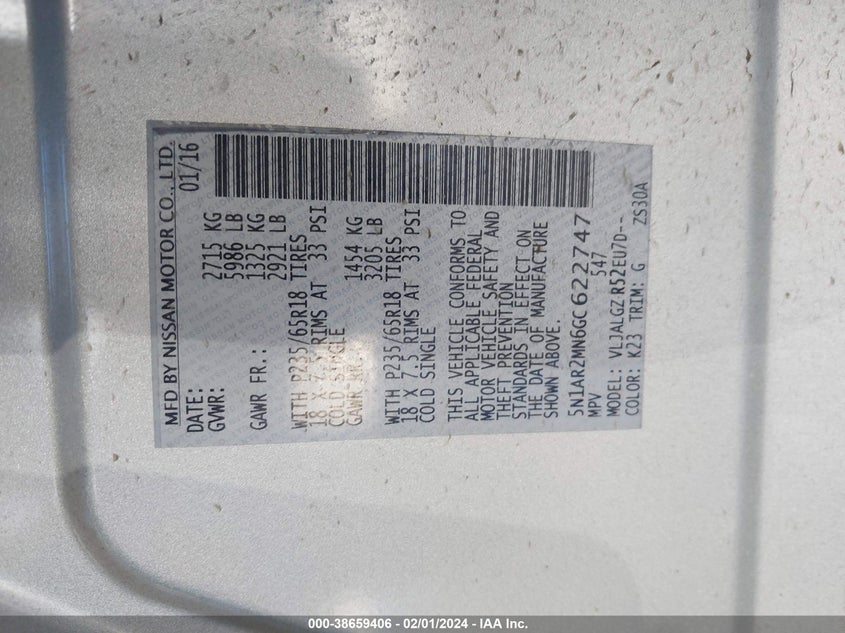 MFD BY NISSAN MOTOR CO., LTD.
DATE: 01/16
GVWR: 2715 KG
5986 LB
GAWR FR.: 1325 KG
2921 LB
WITH P235/65R18 TIRES
18 X 7.5 RIMS AT 33 PSI
COLD SINGLE
GAWR RR.: 1454 KG
3205 LB
WITH P235/65R18 TIRES
18 X 7.5 RIMS AT 33 PSI
COLD SINGLE
THIS VEHICLE CONFORMS TO
ALL APPLICABLE FEDERAL
MOTOR VEHICLE SAFETY AND
THEFT PREVENTION
STANDARDS IN EFFECT ON
THE DATE OF MANUFACTURE
SHOWN ABOVE.
5N1AR2MN6GC622747
MPV 547
MODEL: VLJALGZ R52EU7D--
COLOR: K23 TRIM: G ZS30A
000-38659406 - 02/01/2024 - IAA Inc.